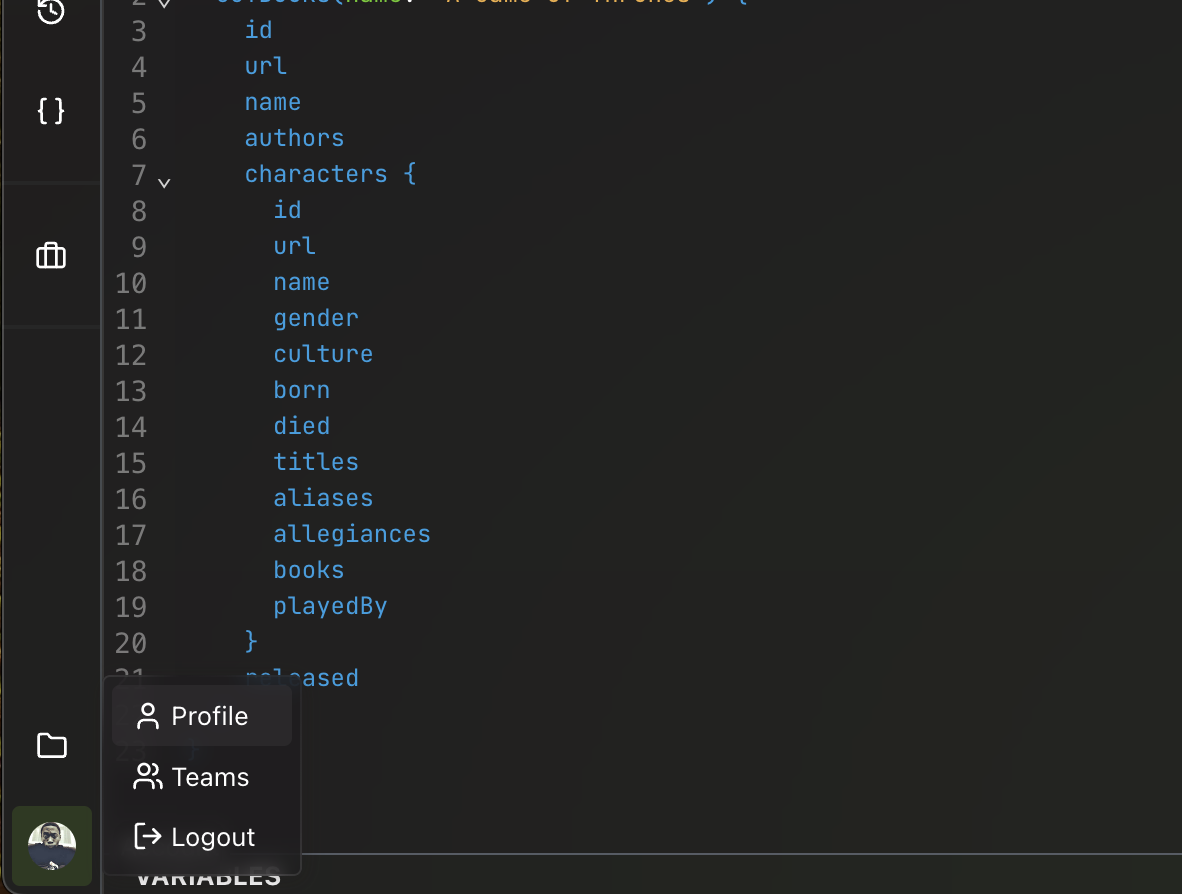 3 id
4 url
5 name
6 authors
7 characters {
8 id
9 url
10 name
11 gender
12 culture
13 born
14 died
15 titles
16 aliases
17 allegiances
18 books
19 playedBy
20 }
21 released
23 }
Profile
Teams
Logout
VARIABLES